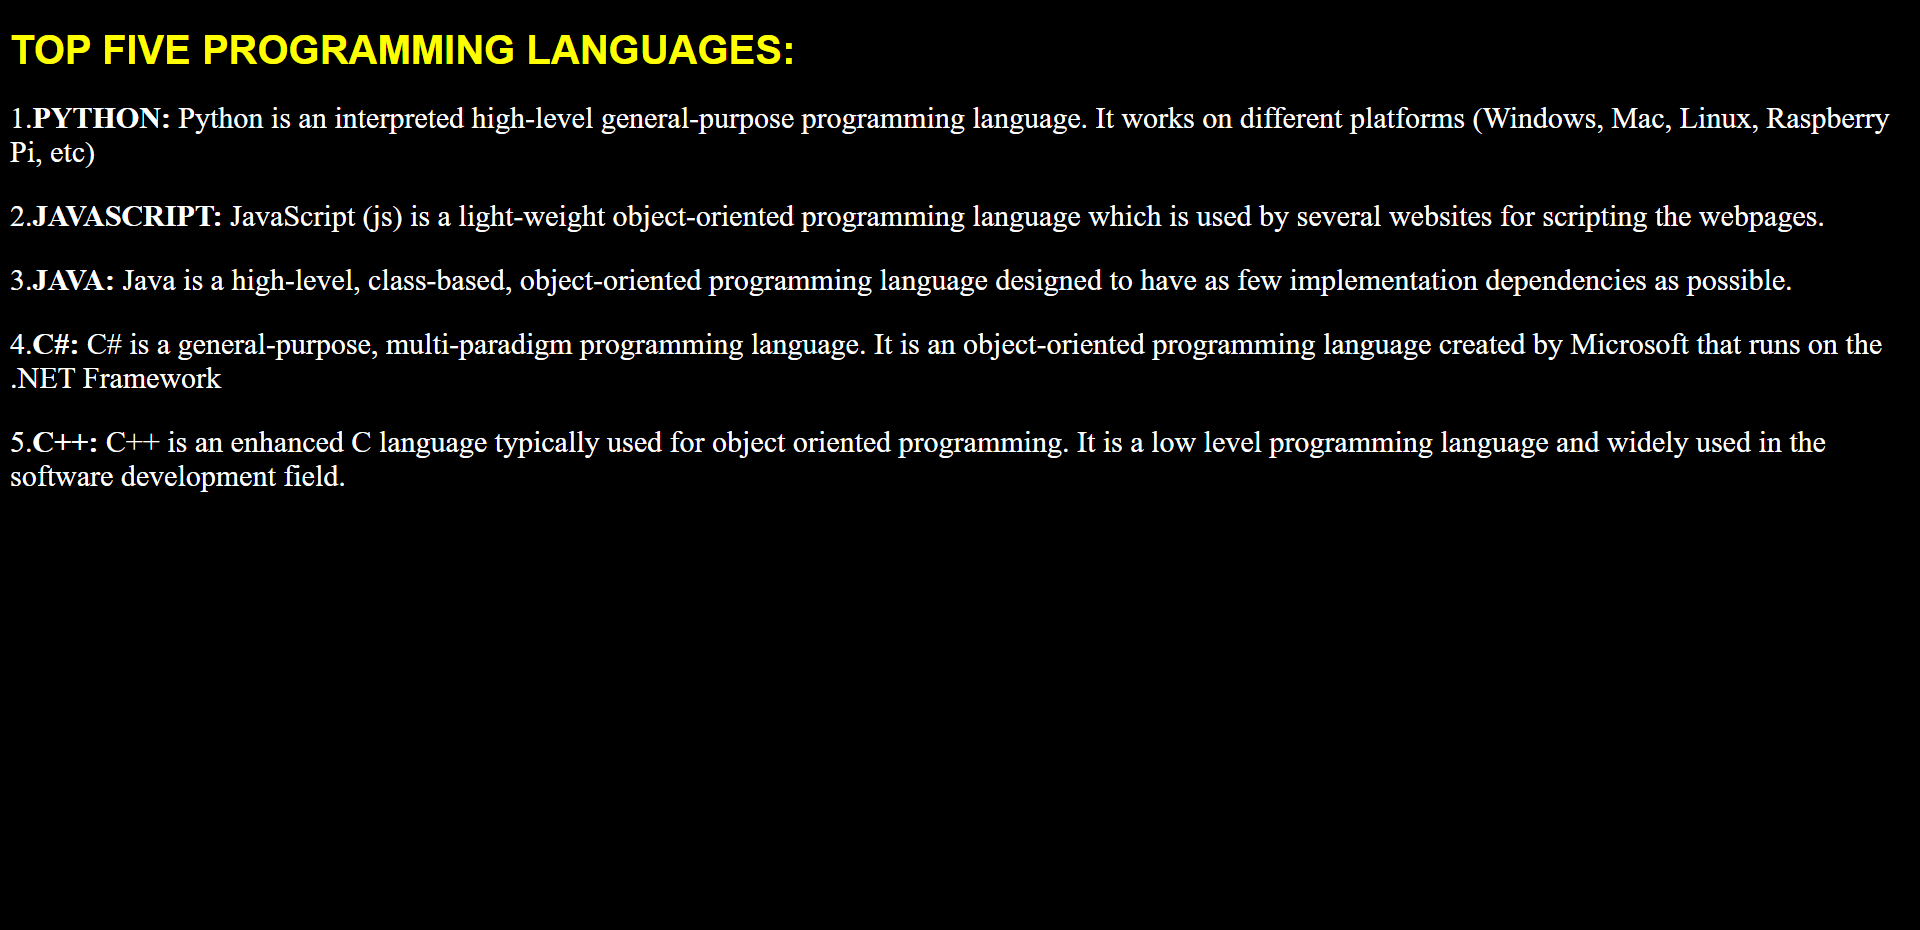 TOP FIVE PROGRAMMING LANGUAGES:
1.PYTHON: Python is an interpreted high-level general-purpose programming language. It works on different platforms (Windows, Mac, Linux, Raspberry
Pi, etc)
2.JAVASCRIPT: JavaScript (js) is a light-weight object-oriented programming language which is used by several websites for scripting the webpages.
3.JAVA: Java is a high-level, class-based, object-oriented programming language designed to have as few implementation dependencies as possible.
4.C#: C# is a general-purpose, multi-paradigm programming language. It is an object-oriented programming language created by Microsoft that runs on the
.NET Framework
5.C++: C++ is an enhanced C language typically used for object oriented programming. It is a low level programming language and widely used in the
software development field.